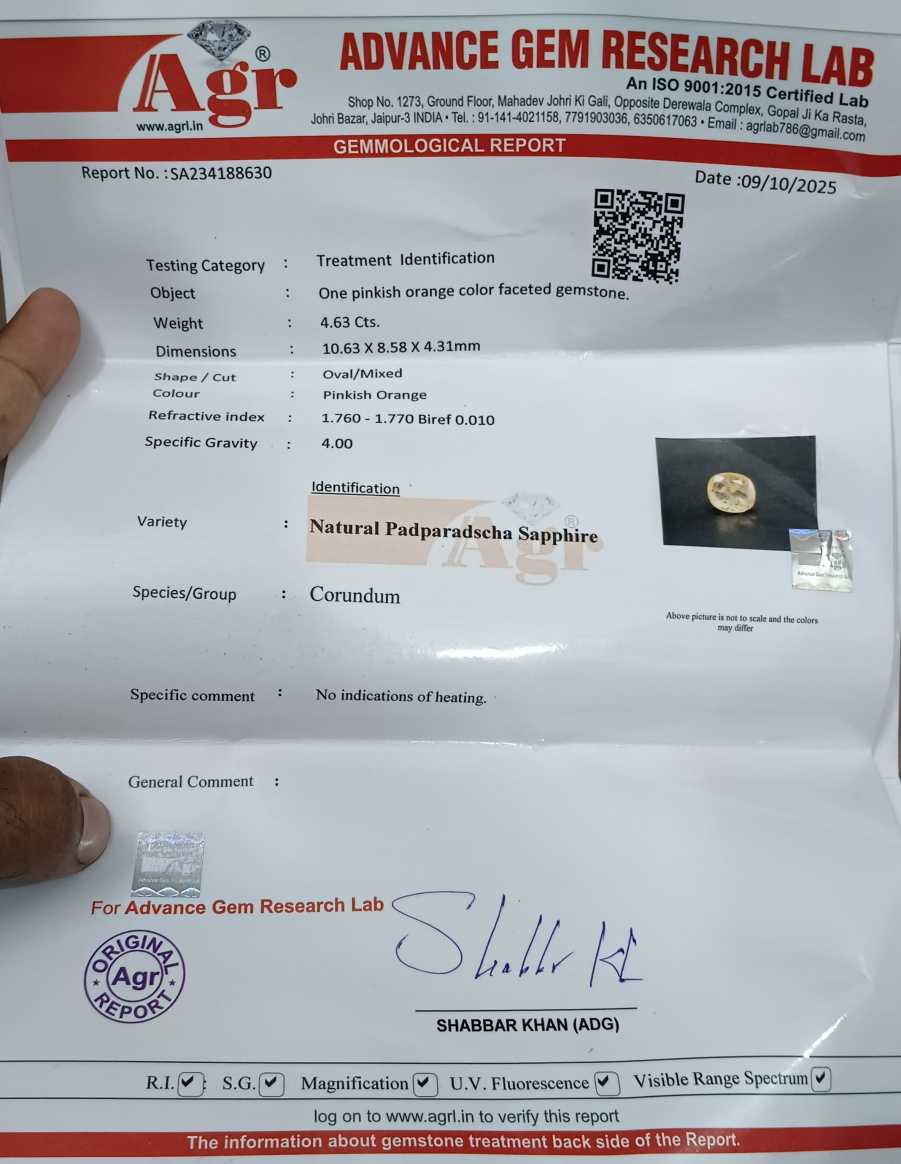 Agr®
www.agrl.in
ADVANCE GEM RESEARCH LAB
An ISO 9001:2015 Certified Lab
Shop No. 1273, Ground Floor, Mahadev Johri Ki Gali, Opposite Derewala Complex, Gopal Ji Ka Rasta,
Johri Bazar, Jaipur-3 INDIA • Tel. : 91-141-4021158, 7791903036, 6350617063 • Email : agrlab786@gmail.com
GEMMOLOGICAL REPORT
Report No. : SA234188630
Date :09/10/2025
Testing Category : Treatment Identification
Object : One pinkish orange color faceted gemstone.
Weight : 4.63 Cts.
Dimensions : 10.63 X 8.58 X 4.31mm
Shape / Cut : Oval/Mixed
Colour : Pinkish Orange
Refractive index : 1.760 - 1.770 Biref 0.010
Specific Gravity : 4.00
Identification
Agr®
Variety : Natural Padparadscha Sapphire
Species/Group : Corundum
Above picture is not to scale and the colors
may differ
Specific comment : No indications of heating.
General Comment :
For Advance Gem Research Lab
ORIGINAL
Agr
REPORT
Shabbar Kh
SHABBAR KHAN (ADG)
R.I. ✔ : S.G. ✔ Magnification ✔ U.V. Fluorescence ✔ Visible Range Spectrum ✔
log on to www.agrl.in to verify this report
The information about gemstone treatment back side of the Report.